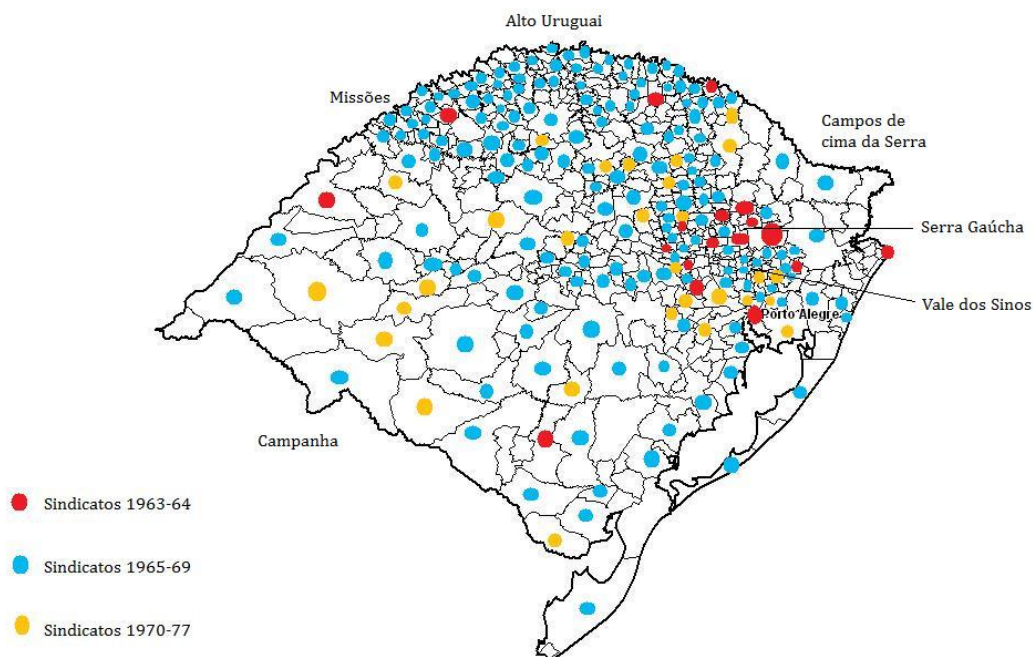 Alto Uruguai
Missões
Campos de
cima da Serra
Serra Gaúcha
Vale dos Sinos
Porto Alegre
Campanha
Sindicatos 1963-64
Sindicatos 1965-69
Sindicatos 1970-77